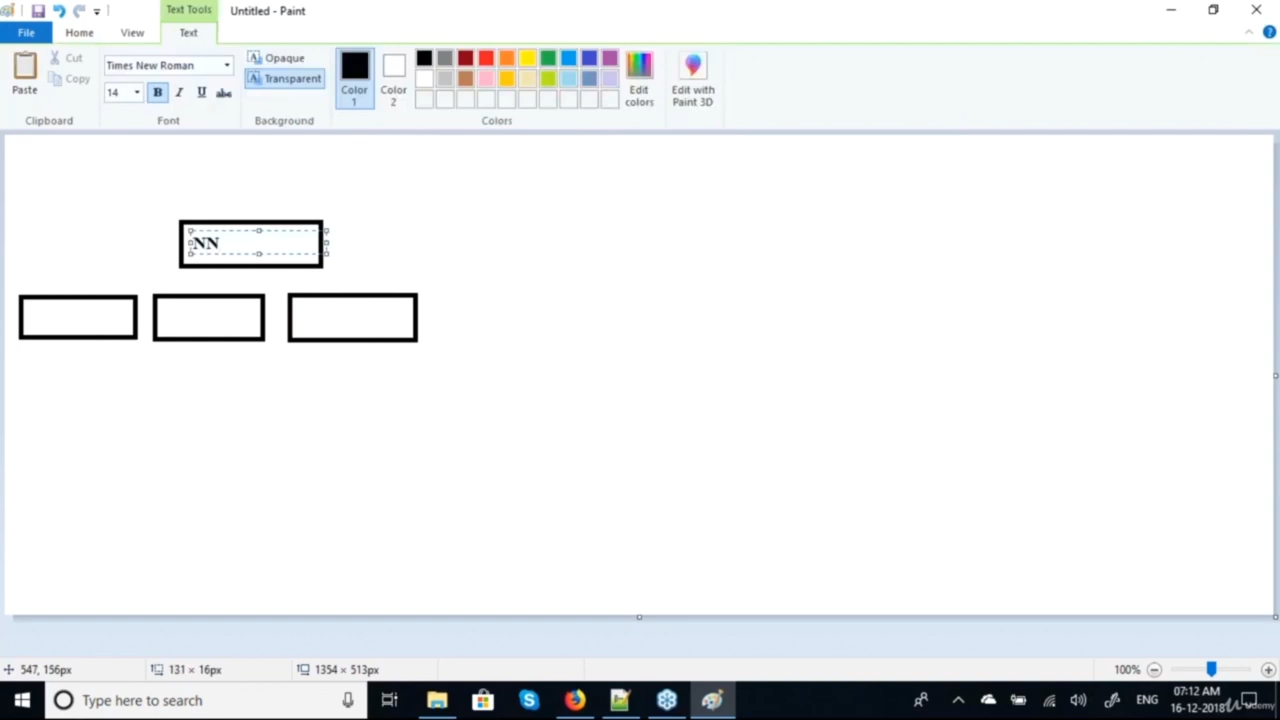 Text Tools
Untitled - Paint
File
Home
View
Text
Paste
Cut
Copy
Clipboard
Times New Roman
14
B
I
U
abc
Font
Opaque
Transparent
Background
Color
1
Color
2
Edit
colors
Colors
Edit with
Paint 3D
NN
547, 156px
131 × 16px
1354 × 513px
100%
Type here to search
ENG
07:12 AM
16-12-2018
Udemy